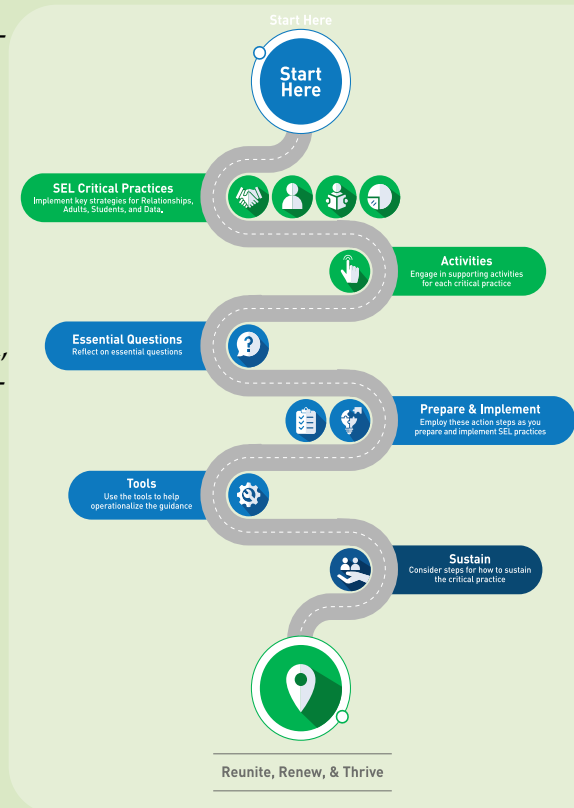 Start Here
Start
Here
SEL Critical Practices
Implement key strategies for Relationships,
Adults, Students, and Data.
Activities
Engage in supporting activities
for each critical practice
Essential Questions
Reflect on essential questions
?
Prepare & Implement
Employ these action steps as you
prepare and implement SEL practices
Tools
Use the tools to help
operationalize the guidance
Sustain
Consider steps for how to sustain
the critical practice
Reunite, Renew, & Thrive